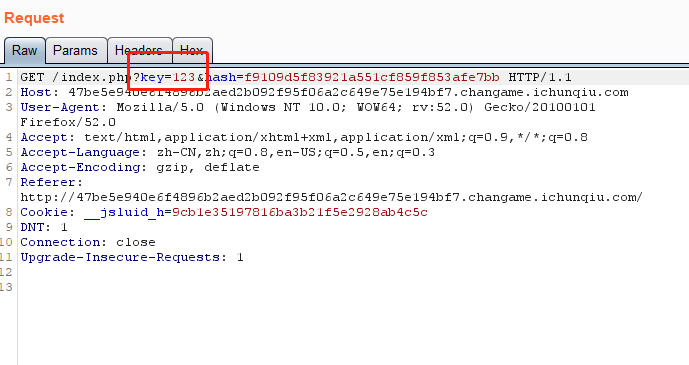 Request
Raw Params Headers Hex
1 GET /index.php?key=123&hash=f9109d5f83921a551cf859f853afe7bb HTTP/1.1
2 Host: 47be5e940e6f4896b2aed2b092f95f06a2c649e75e194bf7.changame.ichunqiu.com
3 User-Agent: Mozilla/5.0 (Windows NT 10.0; WOW64; rv:52.0) Gecko/20100101
Firefox/52.0
4 Accept: text/html,application/xhtml+xml,application/xml;q=0.9,*/*;q=0.8
5 Accept-Language: zh-CN,zh;q=0.8,en-US;q=0.5,en;q=0.3
6 Accept-Encoding: gzip, deflate
7 Referer:
http://47be5e940e6f4896b2aed2b092f95f06a2c649e75e194bf7.changame.ichunqiu.com/
8 Cookie: __jsluid_h=9cb1e35197816ba3b21f5e2928ab4c5c
9 DNT: 1
10 Connection: close
11 Upgrade-Insecure-Requests: 1
12
13